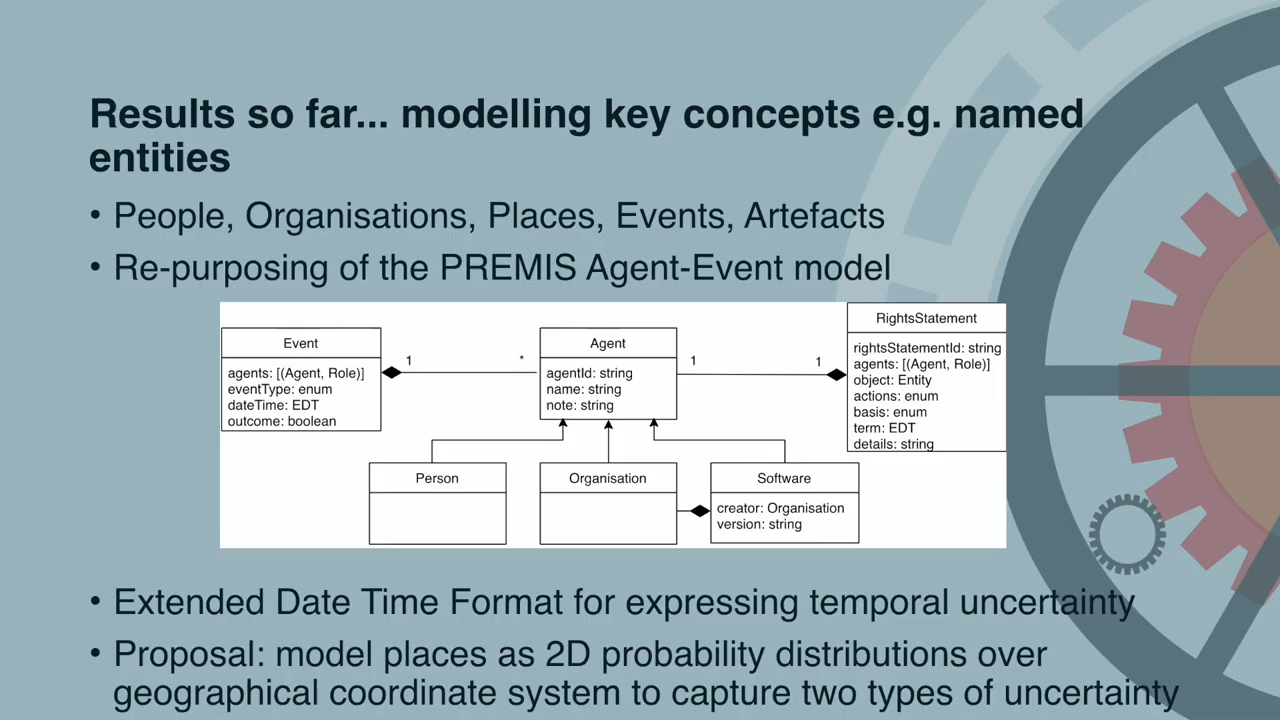 Results so far... modelling key concepts e.g. named
entities
• People, Organisations, Places, Events, Artefacts
• Re-purposing of the PREMIS Agent-Event model
Event
agents: [(Agent, Role)]
eventType: enum
dateTime: EDT
outcome: boolean
1
*
Agent
agentId: string
name: string
note: string
1
1
RightsStatement
rightsStatementId: string
agents: [(Agent, Role)]
object: Entity
actions: enum
basis: enum
term: EDT
details: string
Person
Organisation
Software
creator: Organisation
version: string
• Extended Date Time Format for expressing temporal uncertainty
• Proposal: model places as 2D probability distributions over
geographical coordinate system to capture two types of uncertainty